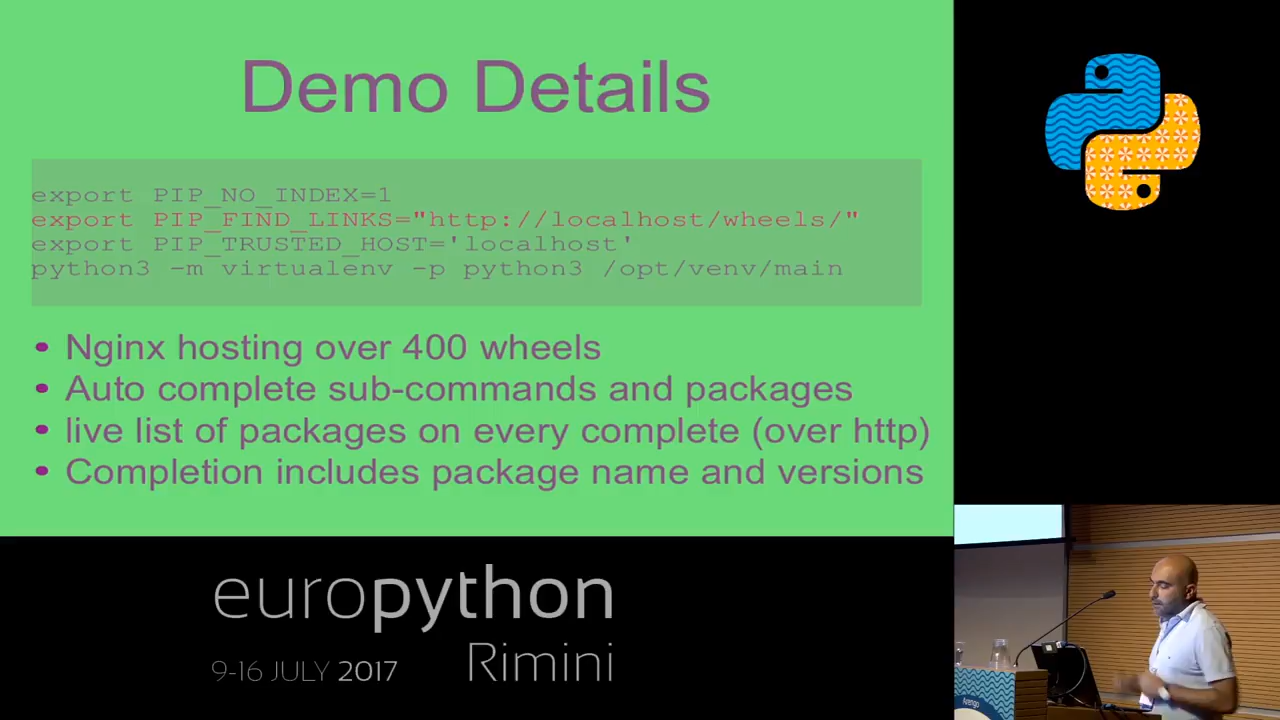 Demo Details
export PIP_NO_INDEX=1
export PIP_FIND_LINKS="http://localhost/wheels/"
export PIP_TRUSTED_HOST='localhost'
python3 -m virtualenv -p python3 /opt/venv/main
• Nginx hosting over 400 wheels
• Auto complete sub-commands and packages
• live list of packages on every complete (over http)
• Completion includes package name and versions
europython
Rimini
9-16 JULY 2017
Arengo